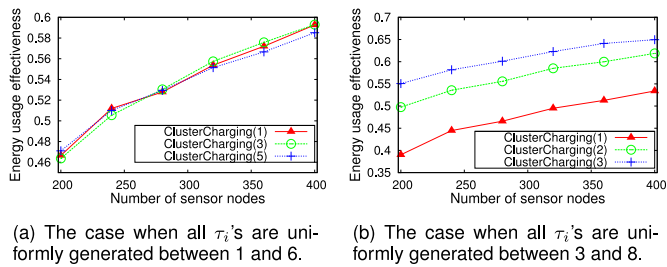 Energy usage effectiveness
0.6
0.58
0.56
0.54
0.52
0.5
0.48
0.46
ClusterCharging(1)
ClusterCharging(3)
ClusterCharging(5)
200 250 300 350 400
Number of sensor nodes
(a) The case when all τi's are uni-
formly generated between 1 and 6.
Energy usage effectiveness
0.7
0.65
0.6
0.55
0.5
0.45
0.4
0.35
ClusterCharging(1)
ClusterCharging(2)
ClusterCharging(3)
200 250 300 350 400
Number of sensor nodes
(b) The case when all τi's are uni-
formly generated between 3 and 8.